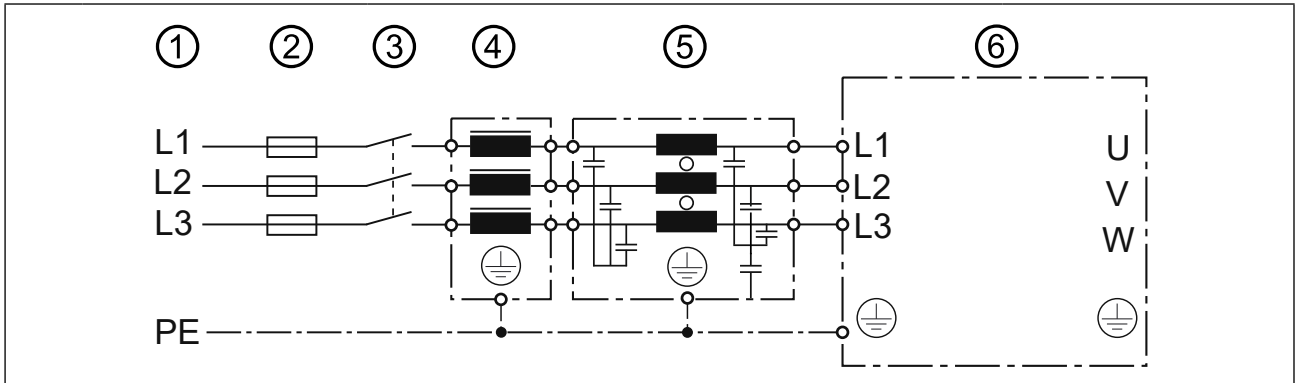 ① ② ③ ④ ⑤ ⑥
L1 L1 U
L2 L2 V
L3 L3 W
PE